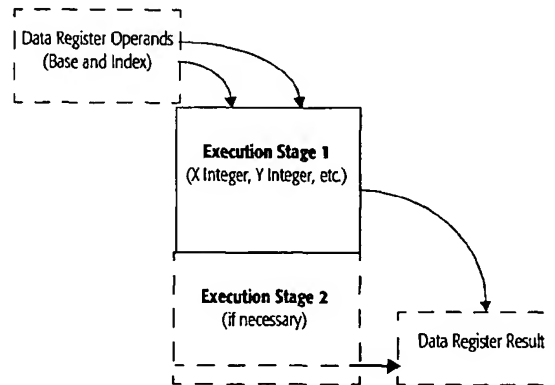 Data Register Operands
(Base and Index)
Execution Stage 1
(X Integer, Y Integer, etc.)
Execution Stage 2
(if necessary)
Data Register Result